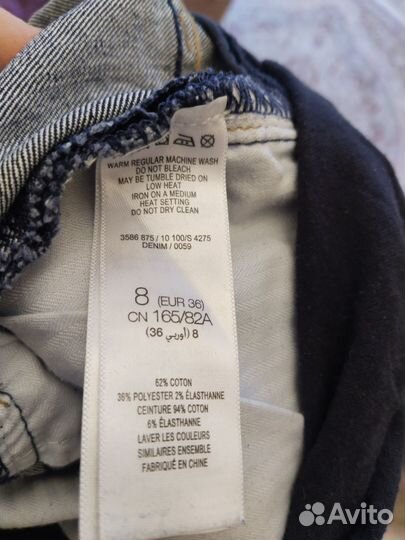 WARM REGULAR MACHINE WASH
DO NOT BLEACH
MAY BE TUMBLE DRIED ON
LOW HEAT
IRON ON A MEDIUM
HEAT SETTING
DO NOT DRY CLEAN
3586 875 / 10 100/S 4275
DENIM / 0059
8 (EUR 36)
CN 165/82A
8 (أوربي 36)
62% COTON
36% POLYESTER 2% ÉLASTHANNE
CEINTURE 94% COTON
6% ÉLASTHANNE
LAVER LES COULEURS
SIMILAIRES ENSEMBLE
FABRIQUÉ EN CHINE
Avito